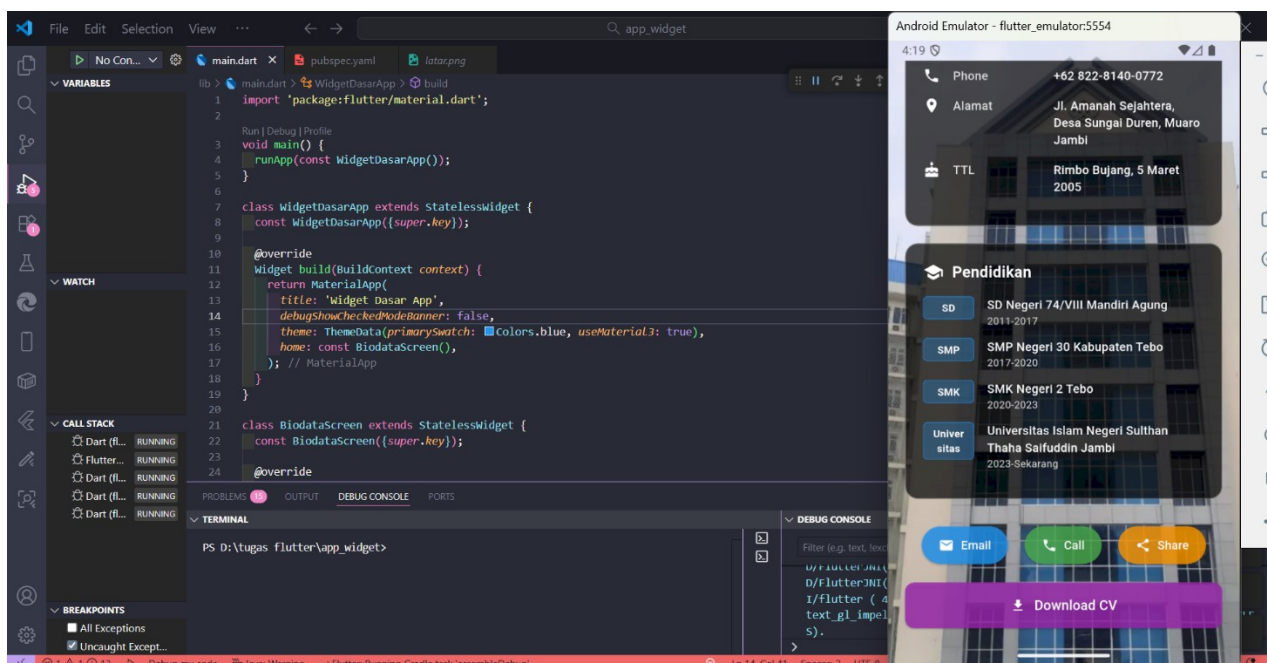 File Edit Selection View ···
app_widget
No Con...
main.dart
pubspec.yaml
latar.png
VARIABLES
lib > main.dart > WidgetDasarApp > build
1 import 'package:flutter/material.dart';
2
Run | Debug | Profile
3 void main() {
4 runApp(const WidgetDasarApp());
5 }
6
7 class WidgetDasarApp extends StatelessWidget {
8 const WidgetDasarApp({super.key});
9
10 @override
11 Widget build(BuildContext context) {
12 return MaterialApp(
13 title: 'Widget Dasar App',
14 debugShowCheckedModeBanner: false,
15 theme: ThemeData(primarySwatch: Colors.blue, useMaterial3: true),
16 home: const BiodataScreen(),
17 ); // MaterialApp
18 }
19 }
20
21 class BiodataScreen extends StatelessWidget {
22 const BiodataScreen({super.key});
23
24 @override
WATCH
CALL STACK
Dart (fl... RUNNING
Flutter... RUNNING
Dart (fl... RUNNING
Dart (fl... RUNNING
Dart (fl... RUNNING
BREAKPOINTS
All Exceptions
Uncaught Except...
PROBLEMS 15 OUTPUT DEBUG CONSOLE PORTS
TERMINAL
PS D:\tugas flutter\app_widget>
DEBUG CONSOLE
Filter (e.g. text, !excl
D/FlutterJNI(
D/FlutterJNI(
I/flutter ( 4
text_gl_impel
S).
Android Emulator - flutter_emulator:5554
4:19
Phone +62 822-8140-0772
Alamat Jl. Amanah Sejahtera,
Desa Sungai Duren, Muaro
Jambi
TTL Rimbo Bujang, 5 Maret
2005
Pendidikan
SD SD Negeri 74/VIII Mandiri Agung
2011-2017
SMP SMP Negeri 30 Kabupaten Tebo
2017-2020
SMK SMK Negeri 2 Tebo
2020-2023
Univer
sitas
Universitas Islam Negeri Sulthan
Thaha Saifuddin Jambi
2023-Sekarang
Email
Call
Share
Download CV